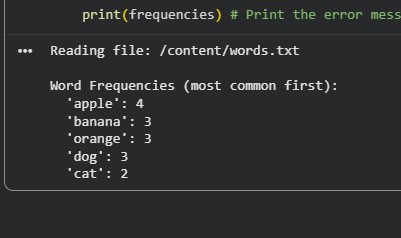 print(frequencies) # Print the error mess
Reading file: /content/words.txt
Word Frequencies (most common first):
'apple': 4
'banana': 3
'orange': 3
'dog': 3
'cat': 2